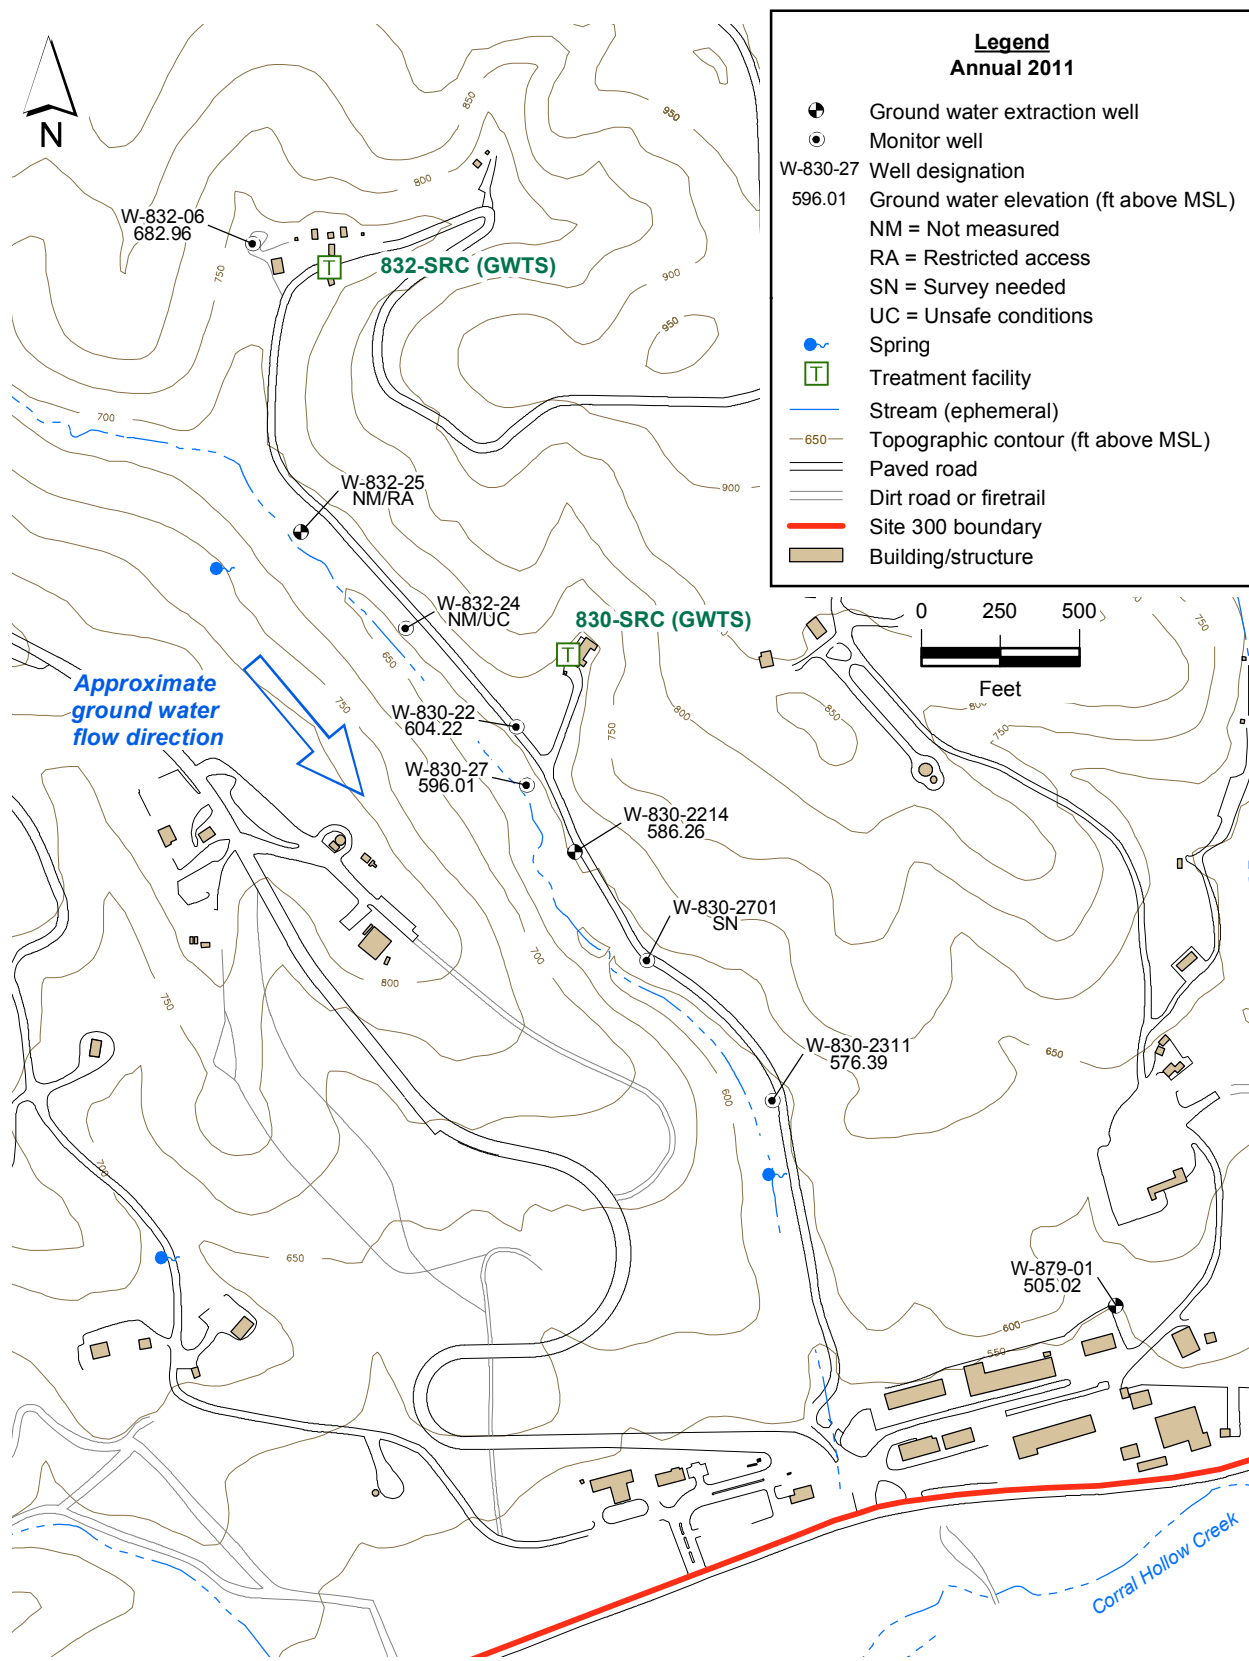 Legend
Annual 2011
Ground water extraction well
Monitor well
W-830-27 Well designation
596.01 Ground water elevation (ft above MSL)
NM = Not measured
RA = Restricted access
SN = Survey needed
UC = Unsafe conditions
Spring
T Treatment facility
Stream (ephemeral)
650 Topographic contour (ft above MSL)
Paved road
Dirt road or firetrail
Site 300 boundary
Building/structure
0 250 500
Feet
N
850
950
800
W-832-06
682.96
750
T
832-SRC (GWTS)
900
950
700
900
W-832-25
NM/RA
W-832-24
NM/UC
650
830-SRC (GWTS)
T
750
800
750
800
850
750
Approximate
ground water
flow direction
750
W-830-22
604.22
750
W-830-27
596.01
W-830-2214
586.26
W-830-2701
SN
700
800
750
W-830-2311
576.39
650
600
700
650
W-879-01
505.02
600
550
Corral Hollow Creek